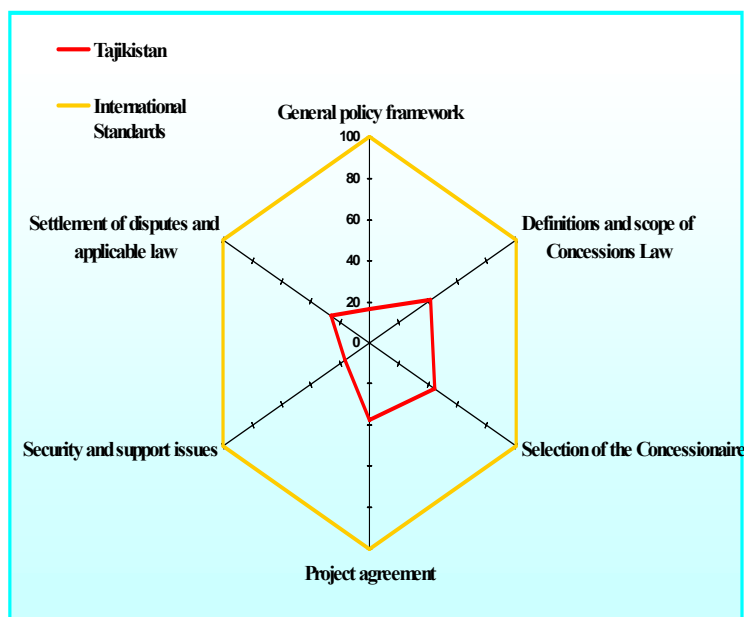 Tajikistan
International
Standards
General policy framework
100
80
60
40
20
0
Settlement of disputes and
applicable law
Definitions and scope of
Concessions Law
Security and support issues
Selection of the Concessionaire
Project agreement